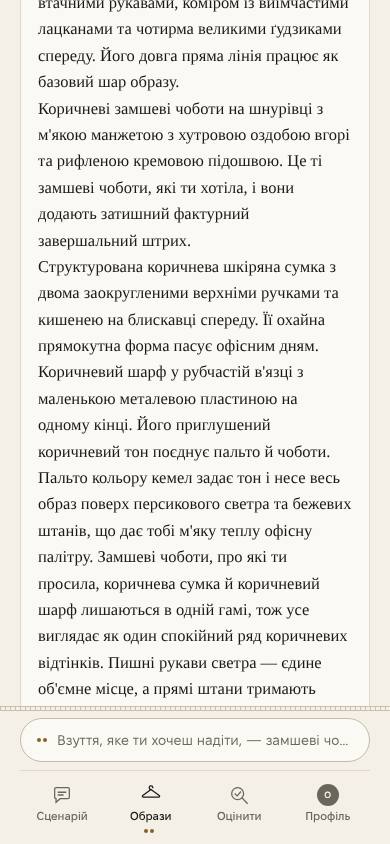 втачними рукавами, коміром із виїмчастими
лацканами та чотирма великими ґудзиками
спереду. Його довга пряма лінія працює як
базовий шар образу.
Коричневі замшеві чоботи на шнурівці з
м'якою манжетою з хутровою оздобою вгорі
та рифленою кремовою підошвою. Це ті
замшеві чоботи, які ти хотіла, і вони
додають затишний фактурний
завершальний штрих.
Структурована коричнева шкіряна сумка з
двома заокругленими верхніми ручками та
кишенею на блискавці спереду. Її охайна
прямокутна форма пасує офісним дням.
Коричневий шарф у рубчастій в'язці з
маленькою металевою пластиною на
одному кінці. Його приглушений
коричневий тон поєднує пальто й чоботи.
Пальто кольору кемел задає тон і несе весь
образ поверх персикового светра та бежевих
штанів, що дає тобі м'яку теплу офісну
палітру. Замшеві чоботи, про які ти
просила, коричнева сумка й коричневий
шарф лишаються в одній гамі, тож усе
виглядає як один спокійний ряд коричневих
відтінків. Пишні рукави светра — єдине
об'ємне місце, а прямі штани тримають
Взуття, яке ти хочеш надіти, — замшеві чо...
Сценарій
Образи
Оцінити
О
Профіль